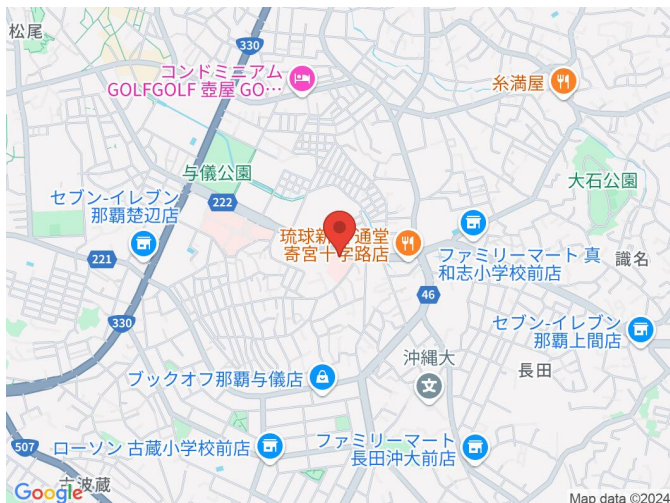 松尾
330
コンドミニアム
GOLFGOLF 壺屋 GO…
糸満屋
与儀公園
大石公園
セブン-イレブン
那覇楚辺店
222
琉球新
通堂
寄宮十字路店
ファミリーマート 真
和志小学校前店
識名
221
46
330
セブン-イレブン
那覇上間店
沖縄大
長田
ブックオフ那覇与儀店
507
ローソン 古蔵小学校前店
ファミリーマート
長田沖大前店
古波蔵
Google
Map data ©2024